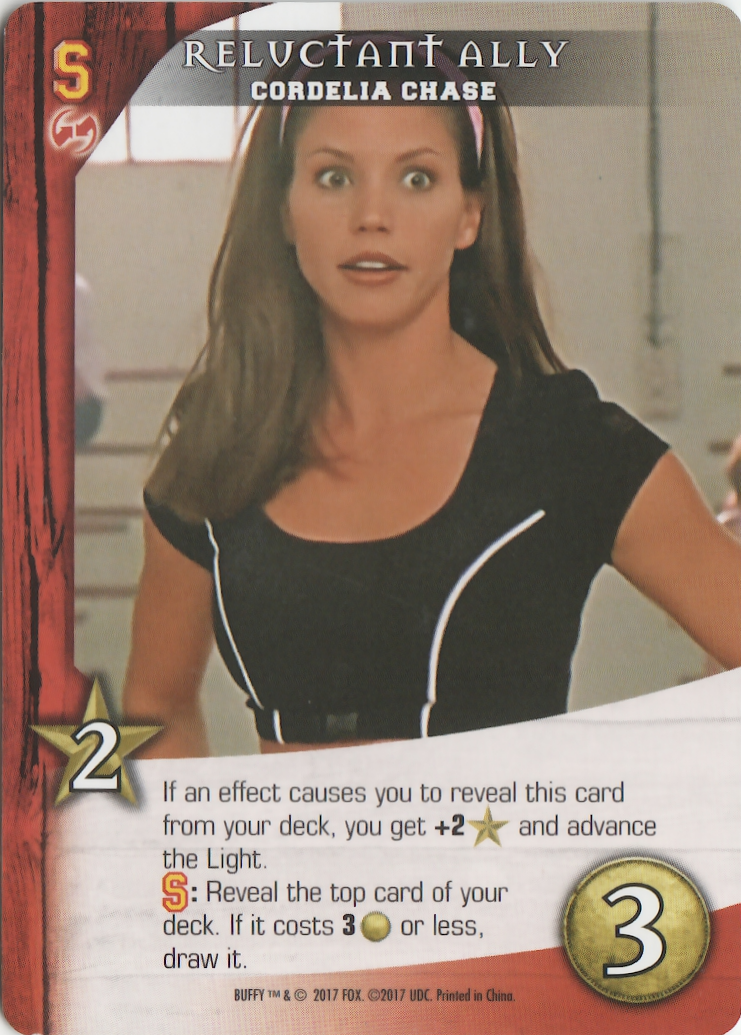 S
RELUCTANT ALLY
CORDELIA CHASE
2
If an effect causes you to reveal this card
from your deck, you get +2 and advance
the Light.
S: Reveal the top card of your
deck. If it costs 3 or less,
draw it.
3
BUFFY ™ & © 2017 FOX. ©2017 UDC. Printed in China.